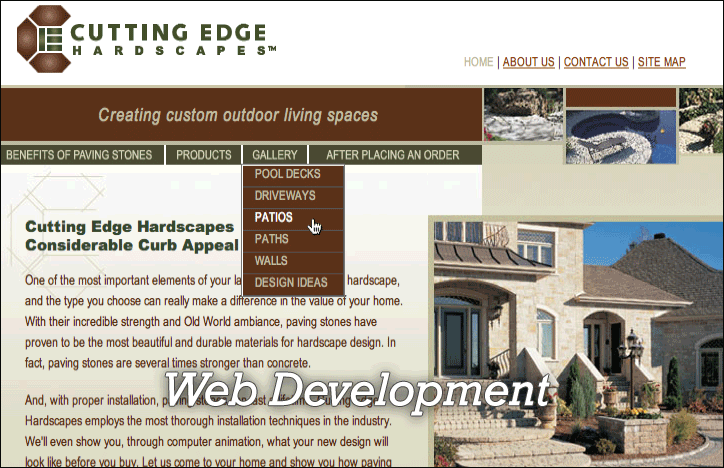 CUTTING EDGE
HARDSCAPES™
HOME | ABOUT US | CONTACT US | SITE MAP
Creating custom outdoor living spaces
BENEFITS OF PAVING STONES
PRODUCTS
GALLERY
AFTER PLACING AN ORDER
POOL DECKS
DRIVEWAYS
PATIOS
PATHS
WALLS
DESIGN IDEAS
Cutting Edge Hardscapes
Considerable Curb Appeal
One of the most important elements of your la hardscape,
and the type you choose can really make a difference in the value of your home.
With their incredible strength and Old World ambiance, paving stones have
proven to be the most beautiful and durable materials for hardscape design. In
fact, paving stones are several times stronger than concrete.
And, with proper installation,
Hardscapes employs the most thorough installation techniques in the industry.
We'll even show you, through computer animation, what your new design will
look like before you buy. Let us come to your home and show you how paving
Web Development